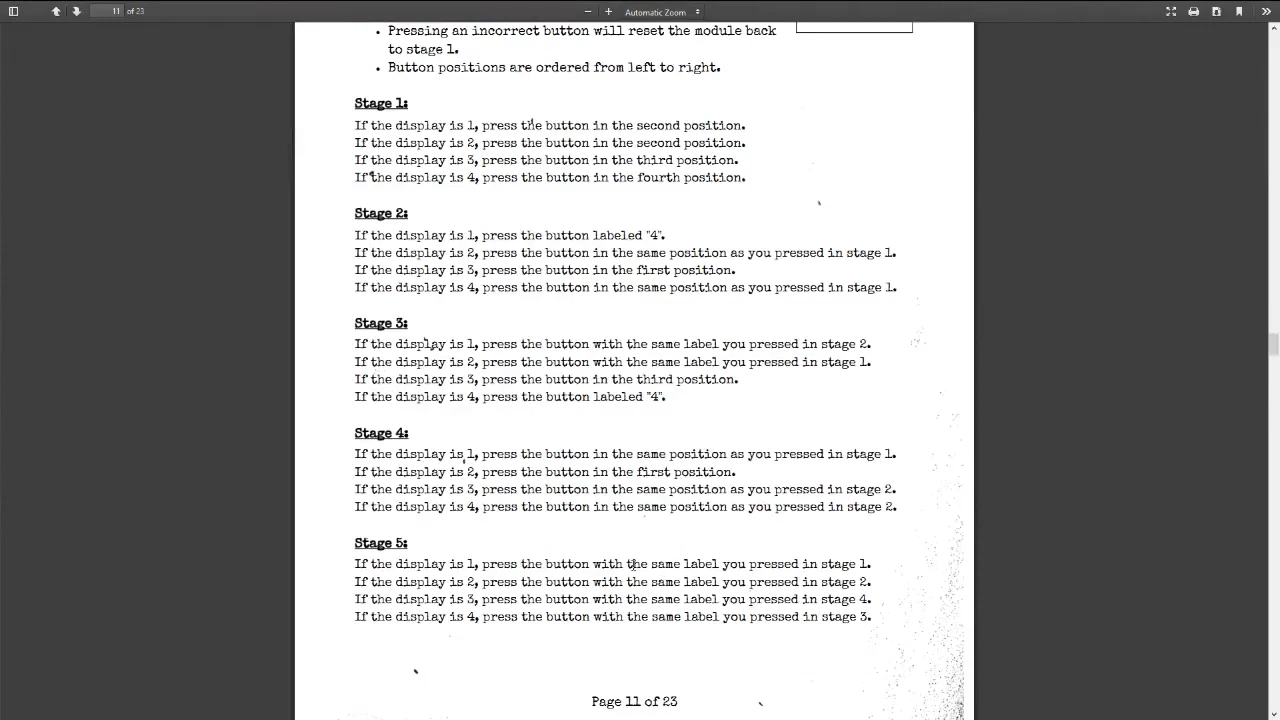 11 of 23
Automatic Zoom
• Pressing an incorrect button will reset the module back
to stage 1.
• Button positions are ordered from left to right.
Stage 1:
If the display is 1, press the button in the second position.
If the display is 2, press the button in the second position.
If the display is 3, press the button in the third position.
If the display is 4, press the button in the fourth position.
Stage 2:
If the display is 1, press the button labeled "4".
If the display is 2, press the button in the same position as you pressed in stage 1.
If the display is 3, press the button in the first position.
If the display is 4, press the button in the same position as you pressed in stage 1.
Stage 3:
If the display is 1, press the button with the same label you pressed in stage 2.
If the display is 2, press the button with the same label you pressed in stage 1.
If the display is 3, press the button in the third position.
If the display is 4, press the button labeled "4".
Stage 4:
If the display is 1, press the button in the same position as you pressed in stage 1.
If the display is 2, press the button in the first position.
If the display is 3, press the button in the same position as you pressed in stage 2.
If the display is 4, press the button in the same position as you pressed in stage 2.
Stage 5:
If the display is 1, press the button with the same label you pressed in stage 1.
If the display is 2, press the button with the same label you pressed in stage 2.
If the display is 3, press the button with the same label you pressed in stage 4.
If the display is 4, press the button with the same label you pressed in stage 3.
Page 11 of 23